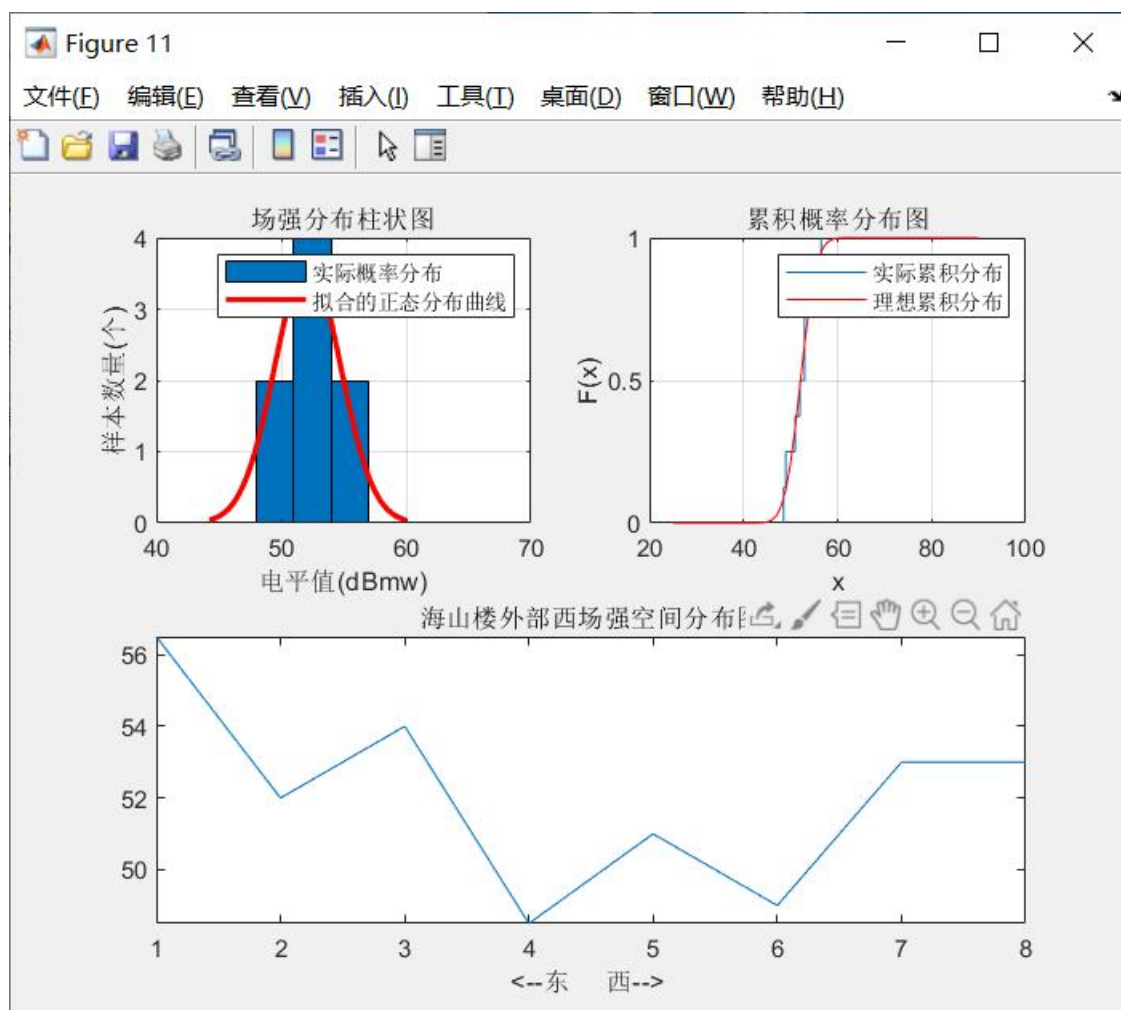 Figure 11
文件(F) 编辑(E) 查看(V) 插入(I) 工具(T) 桌面(D) 窗口(W) 帮助(H)
场强分布柱状图
4
3
2
1
0
样本数量(个)
实际概率分布
拟合的正态分布曲线
40 50 60 70
电平值(dBmw)
累积概率分布图
1
0.5
0
F(x)
实际累积分布
理想累积分布
20 40 60 80 100
x
海山楼外部西场强空间分布
56
54
52
50
1 2 3 4 5 6 7 8
<--东 西-->